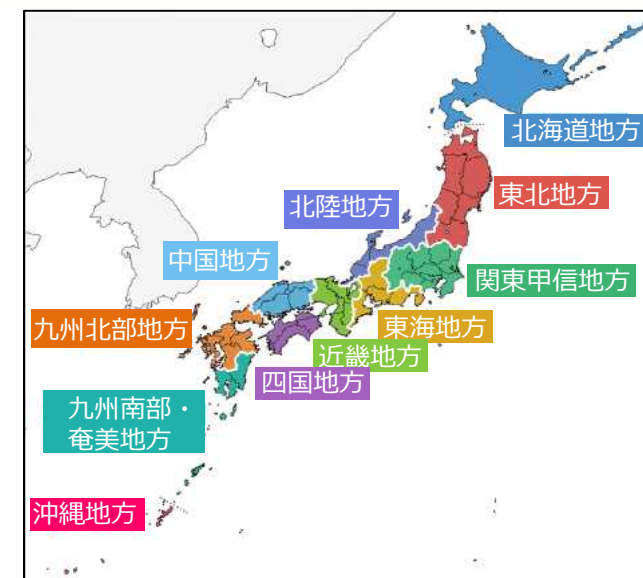 北海道地方
東北地方
北陸地方
中国地方
関東甲信地方
九州北部地方
東海地方
近畿地方
四国地方
九州南部・
奄美地方
沖縄地方